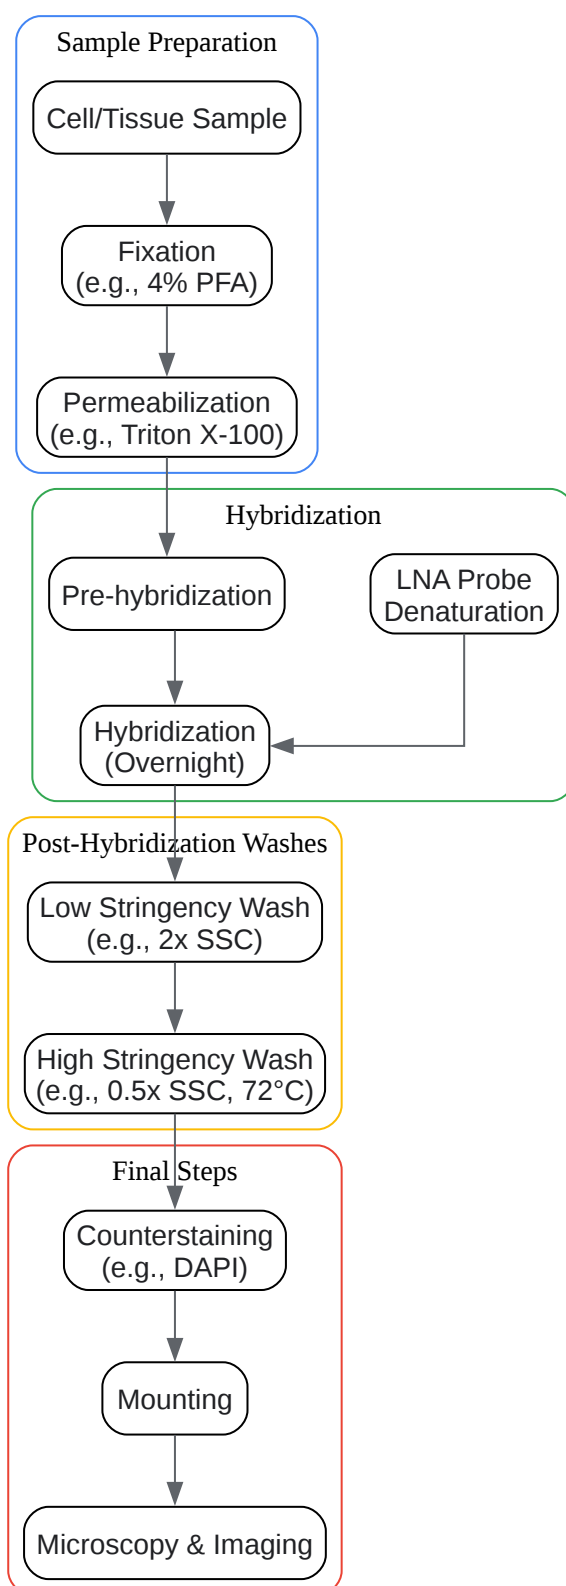 Sample Preparation
Cell/Tissue Sample
Fixation
(e.g., 4% PFA)
Permeabilization
(e.g., Triton X-100)
Hybridization
Pre-hybridization
LNA Probe
Denaturation
Hybridization
(Overnight)
Post-Hybridization Washes
Low Stringency Wash
(e.g., 2x SSC)
High Stringency Wash
(e.g., 0.5x SSC, 72°C)
Final Steps
Counterstaining
(e.g., DAPI)
Mounting
Microscopy & Imaging